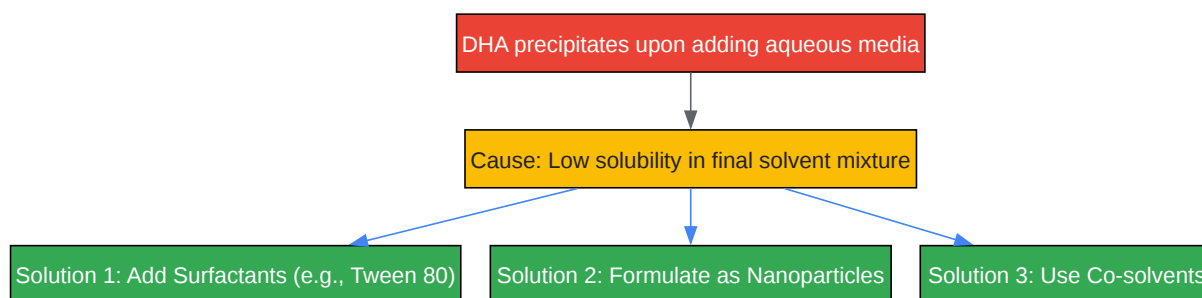 DHA precipitates upon adding aqueous media
Cause: Low solubility in final solvent mixture
Solution 1: Add Surfactants (e.g., Tween 80)
Solution 2: Formulate as Nanoparticles
Solution 3: Use Co-solvents